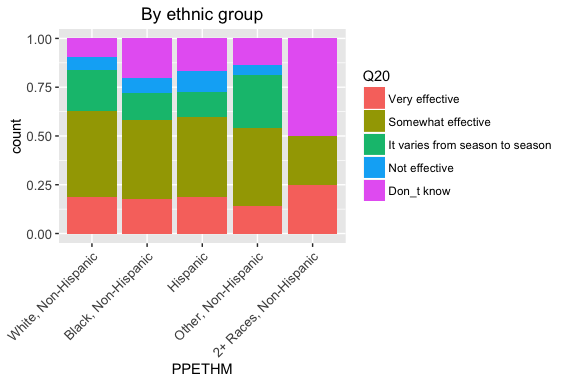 By ethnic group
count
1.00
0.75
0.50
0.25
0.00
White, Non-Hispanic
Black, Non-Hispanic
Hispanic
Other, Non-Hispanic
2+ Races, Non-Hispanic
PPETHM
Q20
Very effective
Somewhat effective
It varies from season to season
Not effective
Don_t know